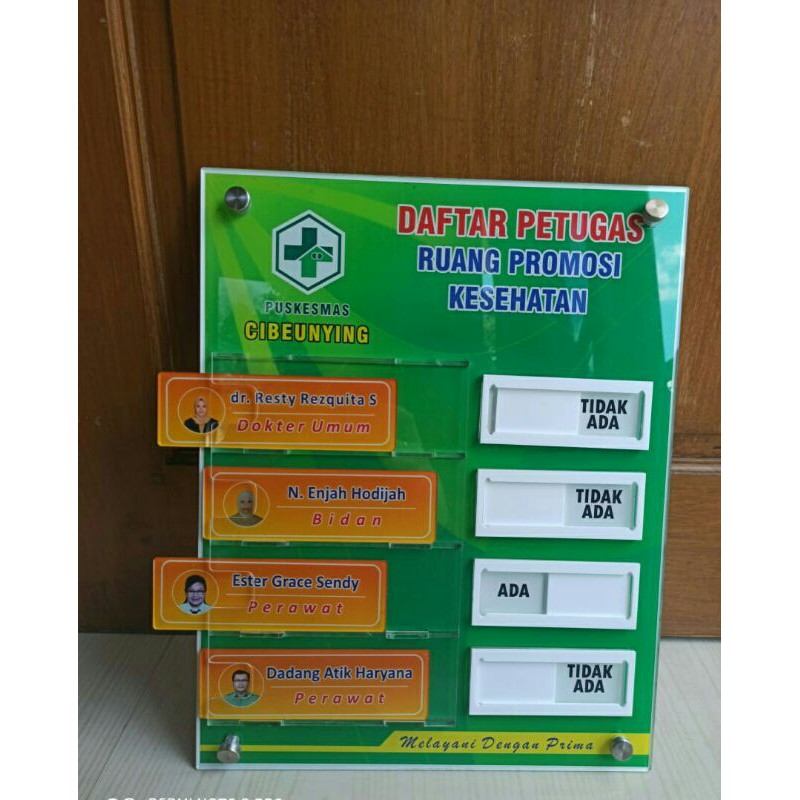 DAFTAR PETUGAS
RUANG PROMOSI
KESEHATAN
PUSKESMAS
CIBEUNYING
dr. Resty Rezquita S
Dokter Umum
TIDAK
ADA
N. Enjah Hodijah
Bidan
TIDAK
ADA
Ester Grace Sendy
Perawat
ADA
Dadang Atik Haryana
Perawat
TIDAK
ADA
Melayani Dengan Prima